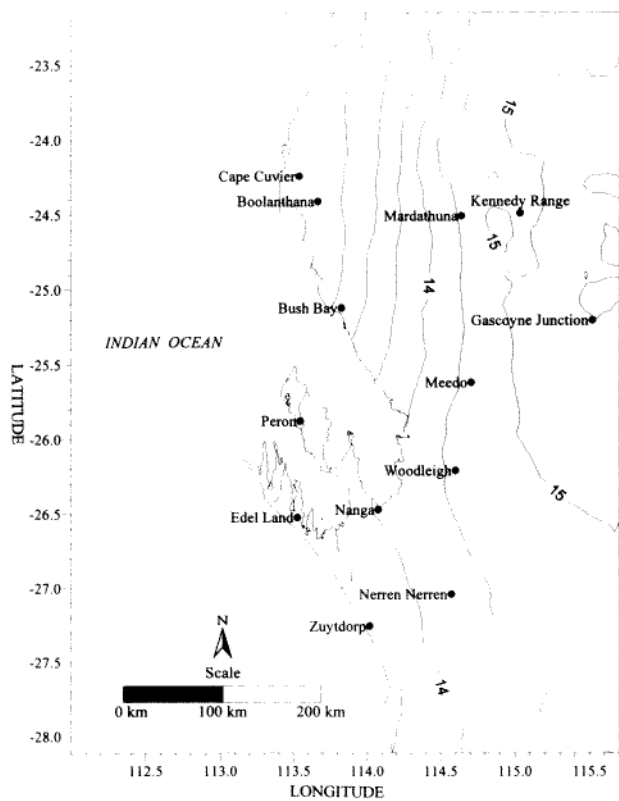 -23.5
15
-24.0
Cape Cuvier
Boolanthana
Kennedy Range
-24.5
Mardathuna
15
-25.0
14
Bush Bay
Gascoyne Junction
INDIAN OCEAN
-25.5
LATITUDE
Meedo
Peron
-26.0
Woodleigh
15
-26.5
Edel Land
Nanga
-27.0
Nerren Nerren
N
Zuytdorp
-27.5
Scale
14
0 km 100 km 200 km
-28.0
112.5 113.0 113.5 114.0 114.5 115.0 115.5
LONGITUDE